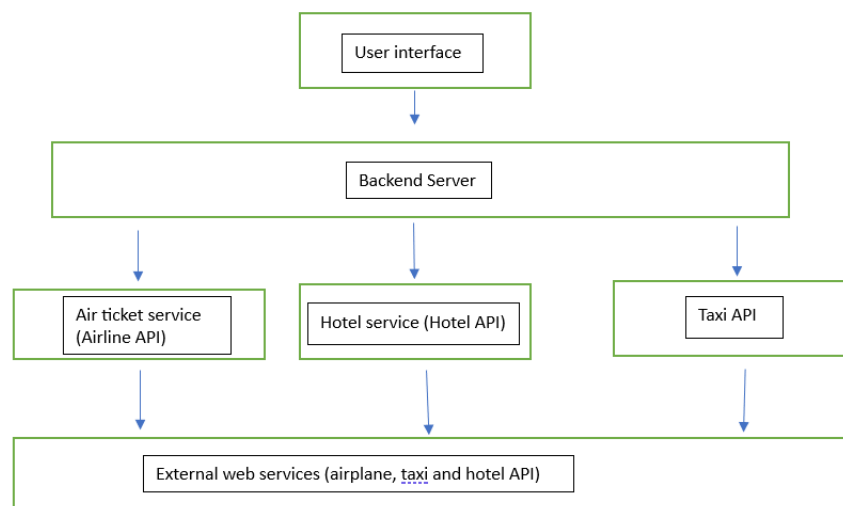 User interface
Backend Server
Air ticket service
(Airline API)
Hotel service (Hotel API)
Taxi API
External web services (airplane, taxi and hotel API)